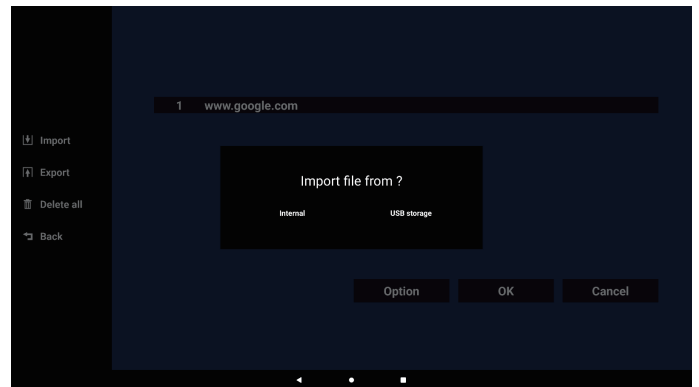 1 www.google.com
Import
Export
Delete all
Back
Import file from ?
Internal USB storage
Option OK Cancel